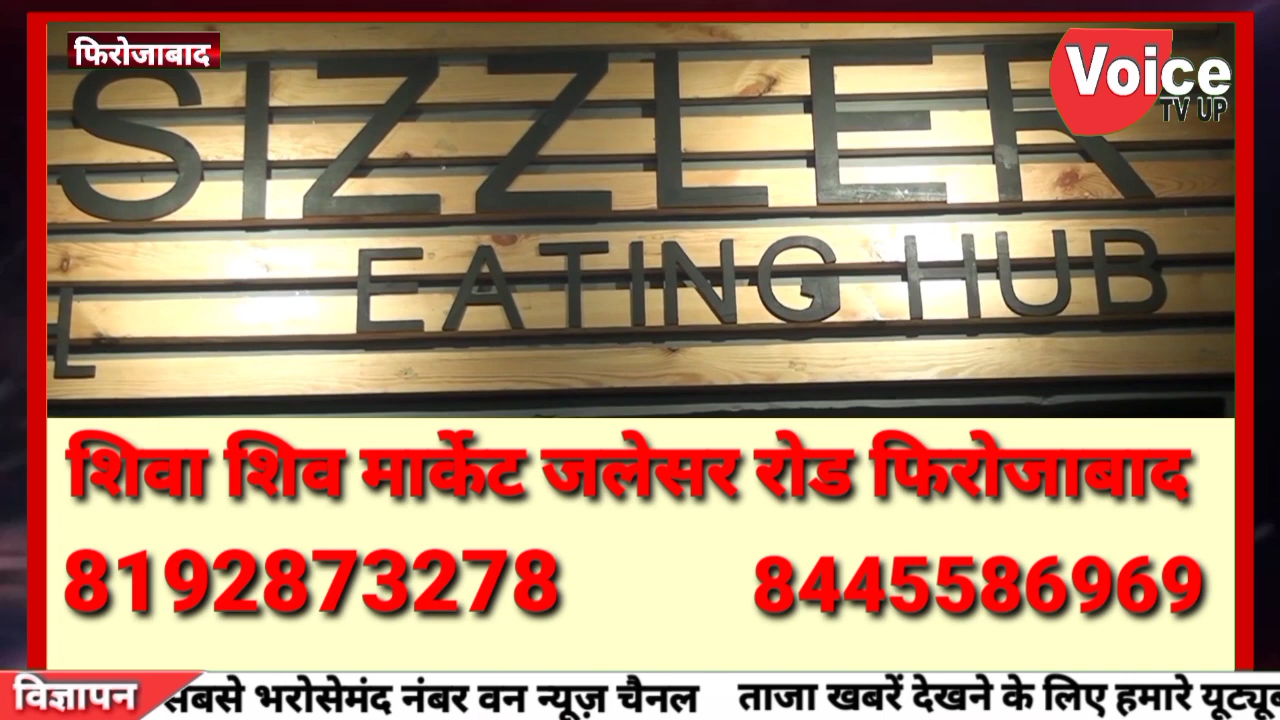 फिरोजाबाद
Voice
TV UP
SIZZLER
EATING HUB
L
शिवा शिव मार्केट जलेसर रोड फिरोजाबाद
8192873278 8445586969
विज्ञापन सबसे भरोसेमंद नंबर वन न्यूज़ चैनल ताजा खबरें देखने के लिए हमारे